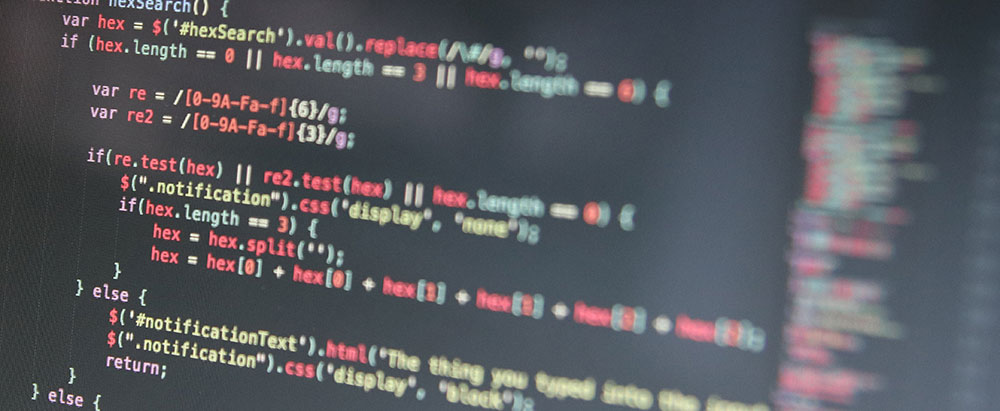 hexSearch() {
var hex = $('#hexSearch').val().replace(/\#/g, '');
if (hex.length == 0 || hex.length == 3 || hex.length == 6) {
var re = /[0-9A-Fa-f]{6}/g;
var re2 = /[0-9A-Fa-f]{3}/g;
if(re.test(hex) || re2.test(hex) || hex.length == 0) {
$(".notification").css("display", "none");
if(hex.length == 3) {
hex = hex.split("");
hex = hex[0] + hex[0] + hex[1] + hex[1] + hex[2] + hex[2];
}
} else {
$('#notificationText').html("The thing you typed into the
$(".notification").css("display", "block");
return;
}
} else {